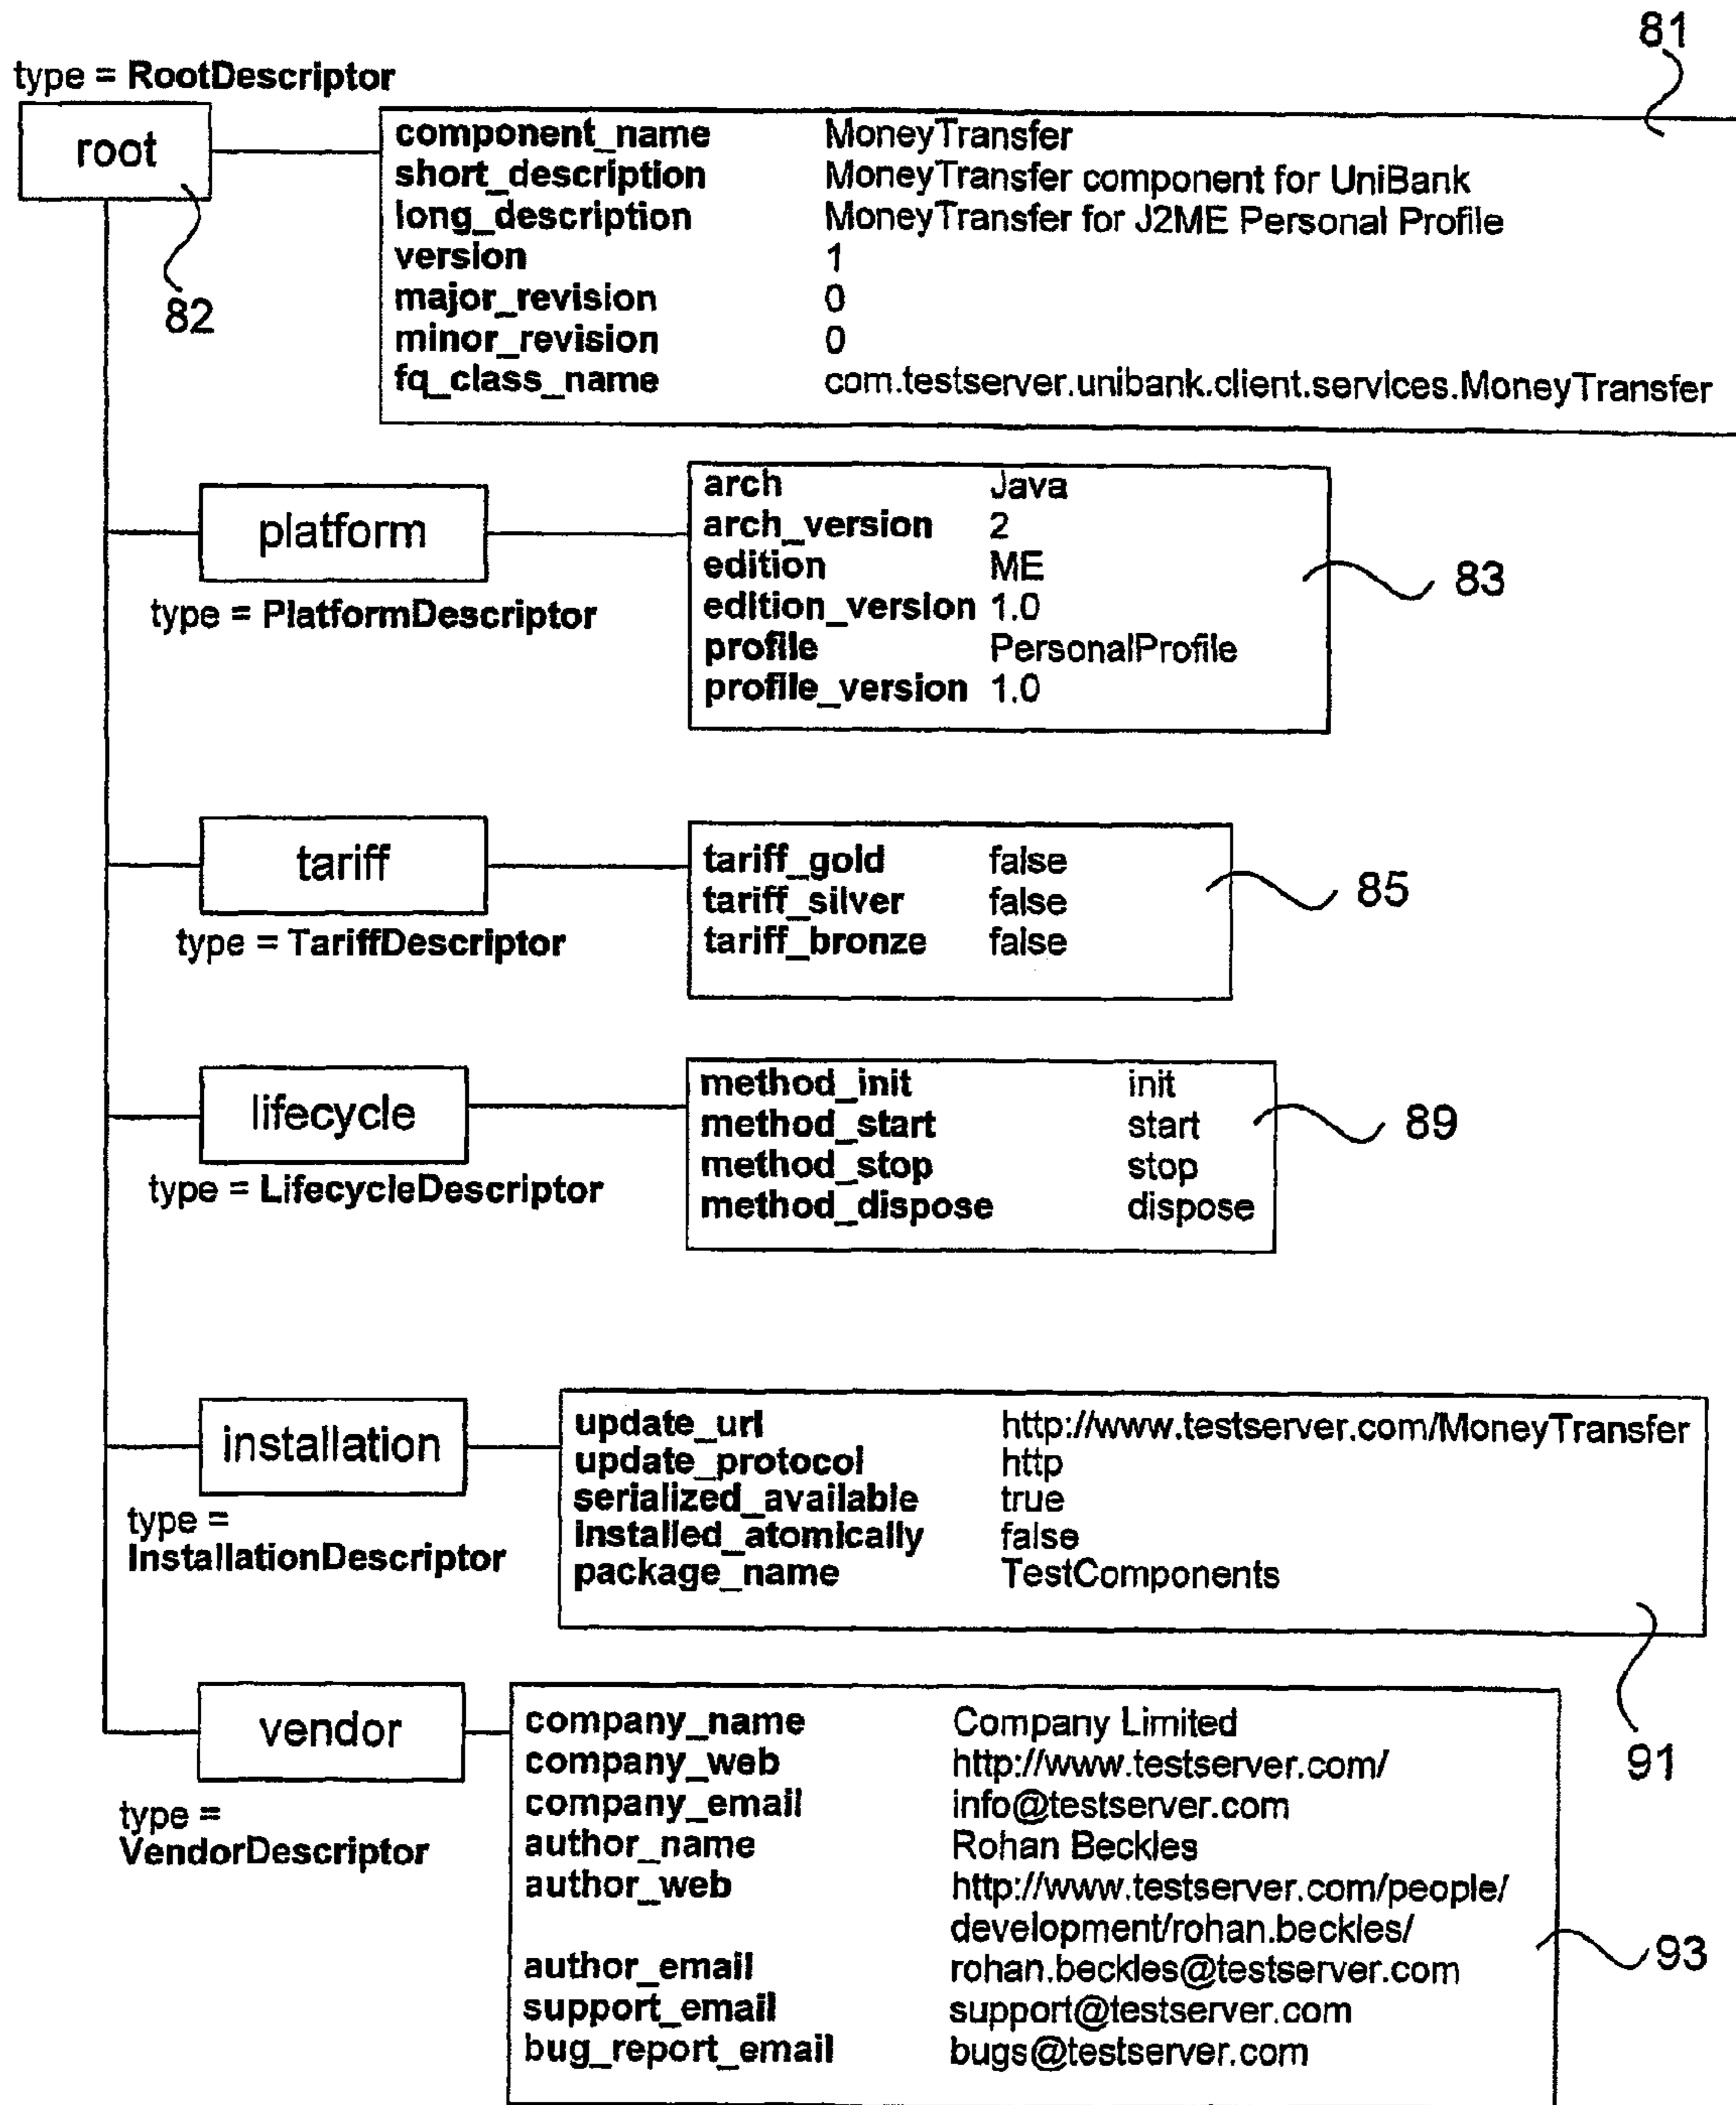 81
type = RootDescriptor
root
82
component_name MoneyTransfer
short_description MoneyTransfer component for UniBank
long_description MoneyTransfer for J2ME Personal Profile
version 1
major_revision 0
minor_revision 0
fq_class_name com.testserver.unibank.client.services.MoneyTransfer
platform
type = PlatformDescriptor
arch Java
arch_version 2
edition ME
edition_version 1.0
profile PersonalProfile
profile_version 1.0
83
tariff
type = TariffDescriptor
tariff_gold false
tariff_silver false
tariff_bronze false
85
lifecycle
type = LifecycleDescriptor
method_init init
method_start start
method_stop stop
method_dispose dispose
89
installation
type =
InstallationDescriptor
update_url http://www.testserver.com/MoneyTransfer
update_protocol http
serialized_available true
installed_atomically false
package_name TestComponents
91
vendor
type =
VendorDescriptor
company_name Company Limited
company_web http://www.testserver.com/
company_email info@testserver.com
author_name Rohan Beckles
author_web http://www.testserver.com/people/
development/rohan.beckles/
author_email rohan.beckles@testserver.com
support_email support@testserver.com
bug_report_email bugs@testserver.com
93